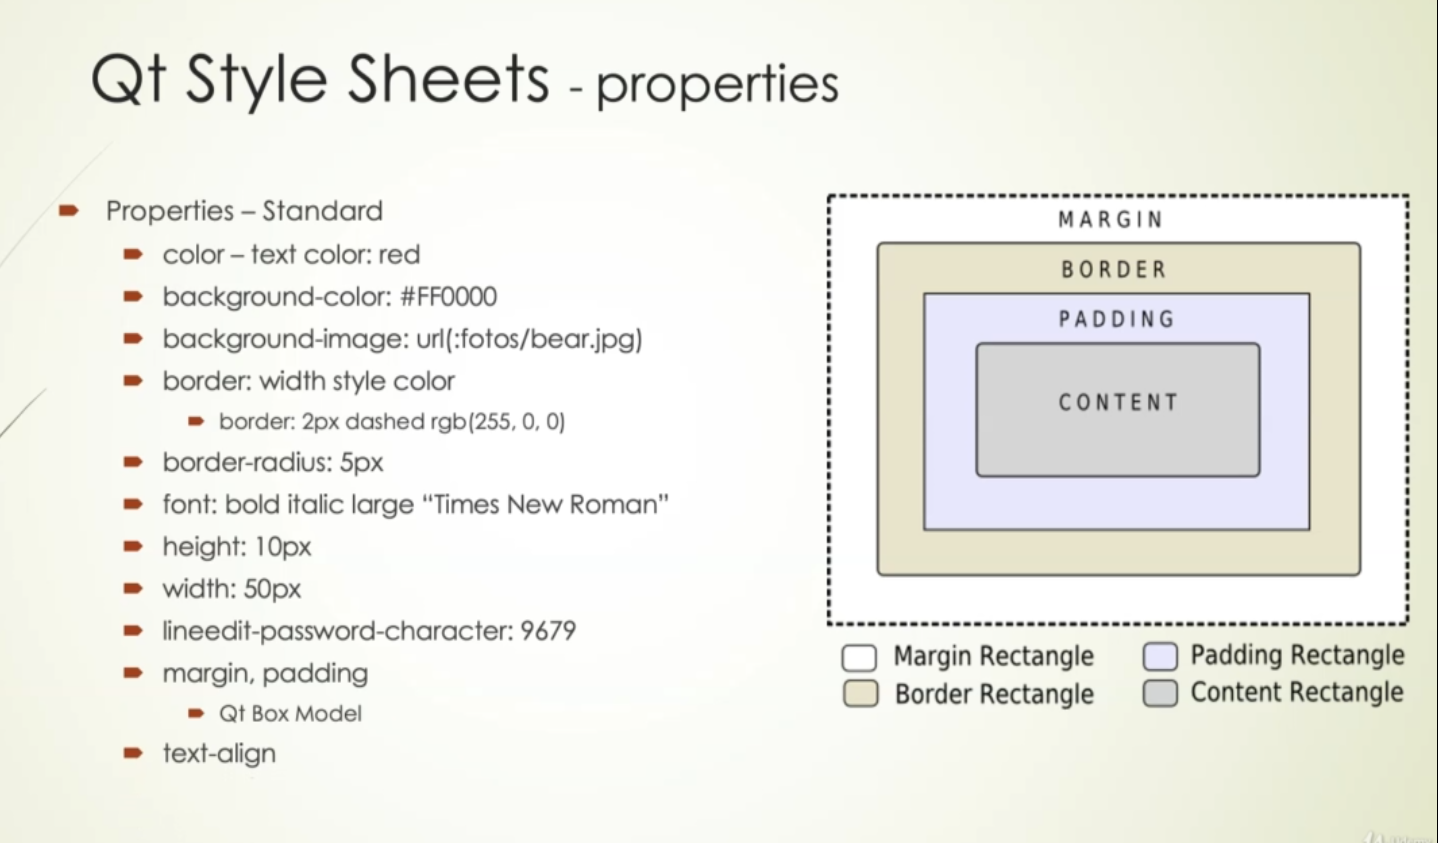 Qt Style Sheets - properties
Properties – Standard
color – text color: red
background-color: #FF0000
background-image: url(:fotos/bear.jpg)
border: width style color
border: 2px dashed rgb(255, 0, 0)
border-radius: 5px
font: bold italic large “Times New Roman”
height: 10px
width: 50px
lineedit-password-character: 9679
margin, padding
Qt Box Model
text-align
MARGIN
BORDER
PADDING
CONTENT
Margin Rectangle
Padding Rectangle
Border Rectangle
Content Rectangle